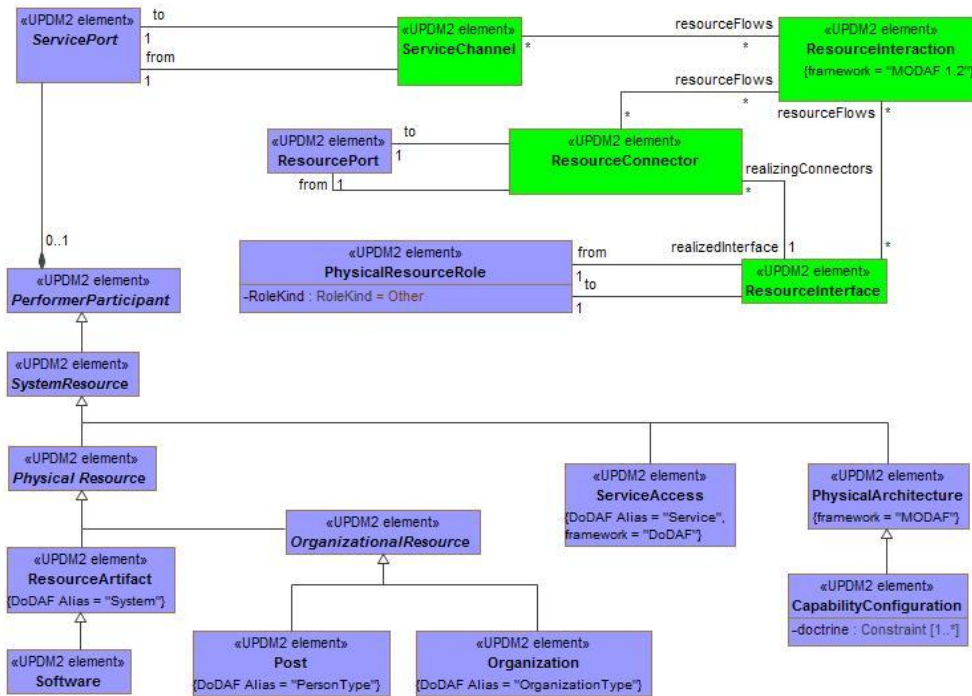 «UPDM2 element»
ServicePort
to
1
from
1
«UPDM2 element»
ServiceChannel
resourceFlows
*
*
«UPDM2 element»
ResourceInteraction
{framework = "MODAF 1.2"}
resourceFlows
*
*
resourceFlows
*
*
«UPDM2 element»
ResourcePort
to
1
from
1
«UPDM2 element»
ResourceConnector
realizingConnectors
*
realizedInterface
1
«UPDM2 element»
PhysicalResourceRole
-RoleKind : RoleKind = Other
from
1
to
1
«UPDM2 element»
ResourceInterface
0..1
«UPDM2 element»
PerformerParticipant
«UPDM2 element»
SystemResource
«UPDM2 element»
Physical Resource
«UPDM2 element»
ServiceAccess
{DoDAF Alias = "Service",
framework = "DoDAF"}
«UPDM2 element»
PhysicalArchitecture
{framework = "MODAF"}
«UPDM2 element»
OrganizationalResource
«UPDM2 element»
ResourceArtifact
{DoDAF Alias = "System"}
«UPDM2 element»
CapabilityConfiguration
-doctrine : Constraint [1..*]
«UPDM2 element»
Software
«UPDM2 element»
Post
{DoDAF Alias = "PersonType"}
«UPDM2 element»
Organization
{DoDAF Alias = "OrganizationType"}